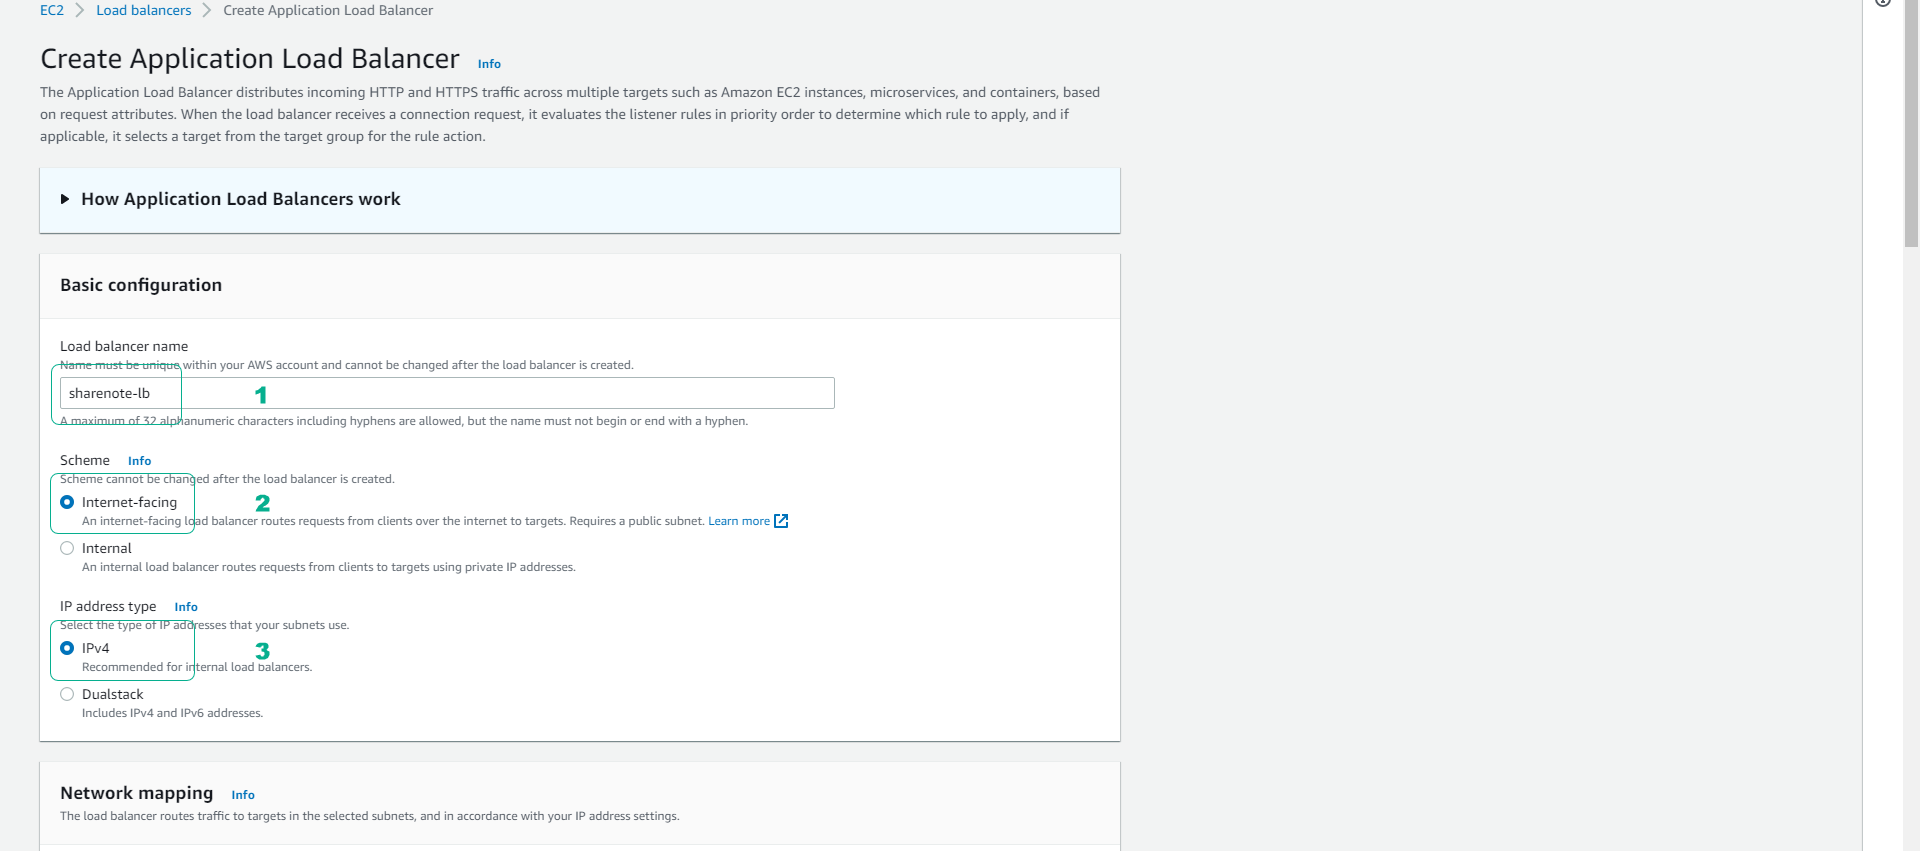 EC2 > Load balancers > Create Application Load Balancer
Create Application Load Balancer Info
The Application Load Balancer distributes incoming HTTP and HTTPS traffic across multiple targets such as Amazon EC2 instances, microservices, and containers, based
on request attributes. When the load balancer receives a connection request, it evaluates the listener rules in priority order to determine which rule to apply, and if
applicable, it selects a target from the target group for the rule action.
How Application Load Balancers work
Basic configuration
Load balancer name
Name must be unique within your AWS account and cannot be changed after the load balancer is created.
sharenote-lb 1
A maximum of 32 alphanumeric characters including hyphens are allowed, but the name must not begin or end with a hyphen.
Scheme Info
Scheme cannot be changed after the load balancer is created.
Internet-facing 2
An internet-facing load balancer routes requests from clients over the internet to targets. Requires a public subnet. Learn more
Internal
An internal load balancer routes requests from clients to targets using private IP addresses.
IP address type Info
Select the type of IP addresses that your subnets use.
IPv4 3
Recommended for internal load balancers.
Dualstack
Includes IPv4 and IPv6 addresses.
Network mapping Info
The load balancer routes traffic to targets in the selected subnets, and in accordance with your IP address settings.